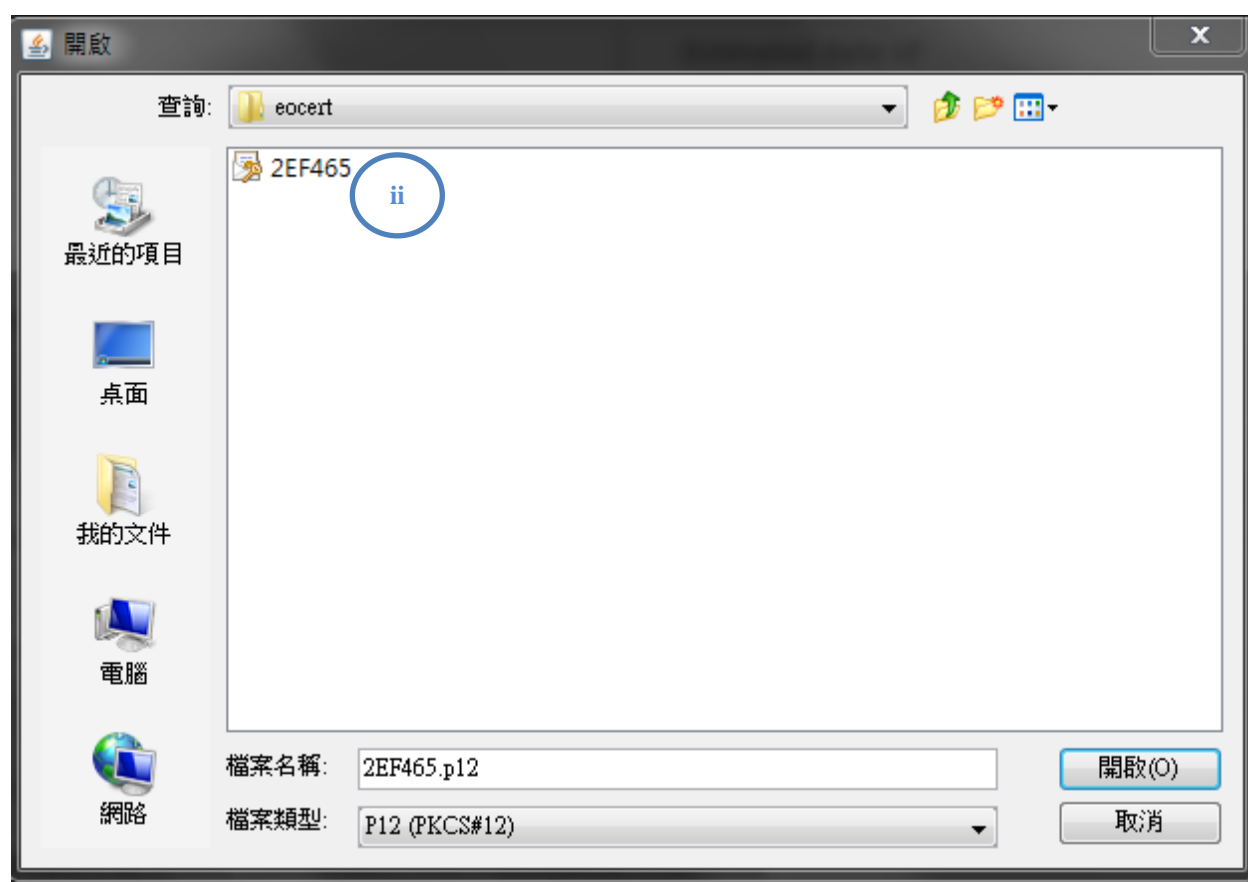 開啟
x
查詢:
eocert
2EF465
ii
最近的項目
桌面
我的文件
電腦
網路
檔案名稱:
2EF465.p12
開啟(O)
檔案類型:
P12 (PKCS#12)
取消